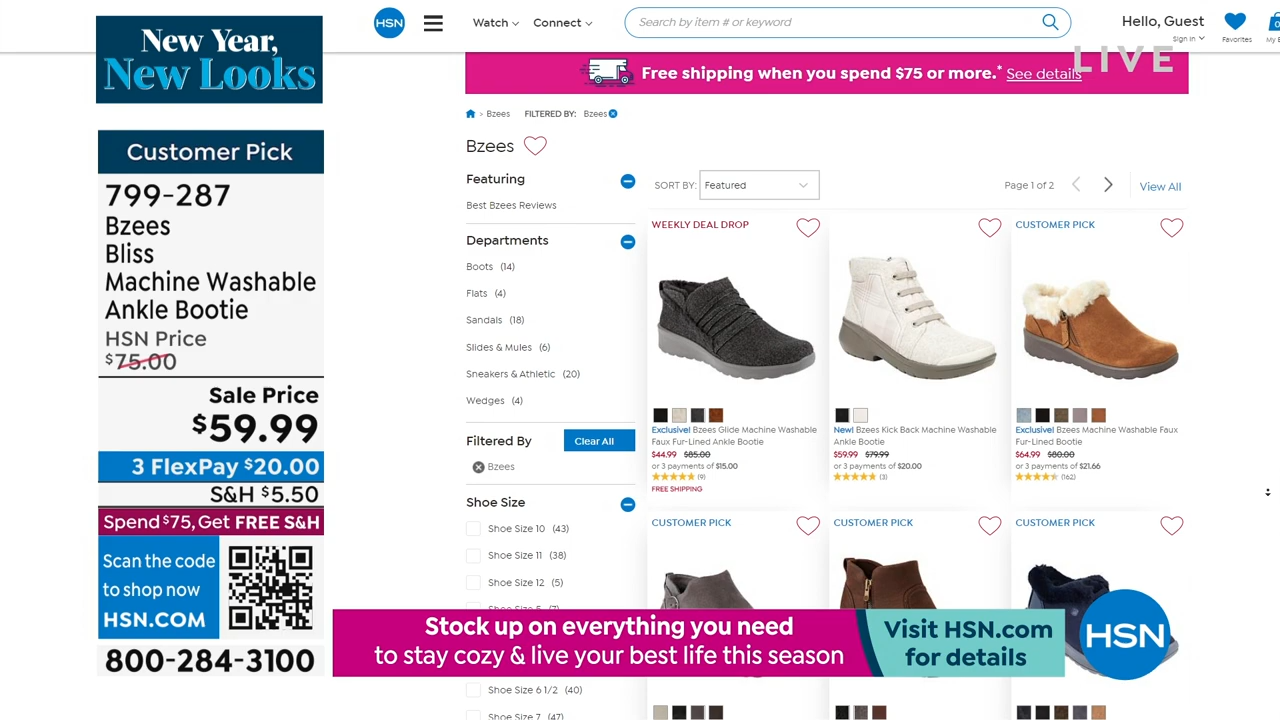 New Year,
New Looks
Customer Pick
799-287
Bzees
Bliss
Machine Washable
Ankle Bootie
HSN Price
$75.00
Sale Price
$59.99
3 FlexPay $20.00
S&H $5.50
Spend $75, Get FREE S&H
Scan the code
to shop now
HSN.COM
800-284-3100
HSN
Watch
Connect
Search by item # or keyword
Hello, Guest
Sign In
Favorites
0
LIVE
Free shipping when you spend $75 or more.* See details
> Bzees FILTERED BY: Bzees
Bzees
Featuring
Best Bzees Reviews
Departments
Boots (14)
Flats (4)
Sandals (18)
Slides & Mules (6)
Sneakers & Athletic (20)
Wedges (4)
Filtered By
Clear All
Bzees
Shoe Size
Shoe Size 10 (43)
Shoe Size 11 (38)
Shoe Size 12 (5)
Shoe Size 6 1/2 (40)
Shoe Size 7 (47)
SORT BY: Featured
Page 1 of 2
View All
WEEKLY DEAL DROP
Exclusive! Bzees Glide Machine Washable
Faux Fur-Lined Ankle Bootie
$44.99 $85.00
or 3 payments of $15.00
(9)
FREE SHIPPING
New! Bzees Kick Back Machine Washable
Ankle Bootie
$59.99 $79.99
or 3 payments of $20.00
(3)
CUSTOMER PICK
Exclusive! Bzees Machine Washable Faux
Fur-Lined Bootie
$64.99 $80.00
or 3 payments of $21.66
(162)
CUSTOMER PICK
CUSTOMER PICK
CUSTOMER PICK
Stock up on everything you need
to stay cozy & live your best life this season
Visit HSN.com
for details
HSN